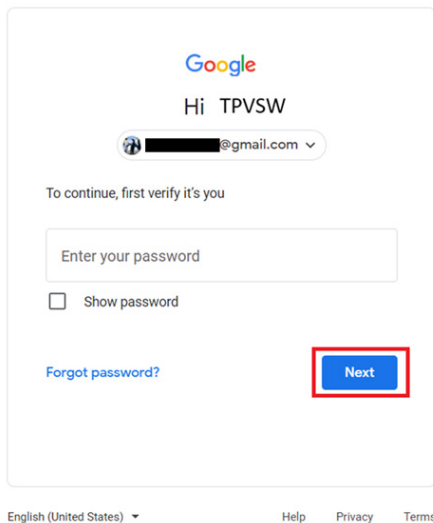 Google
Hi TPVSW
@gmail.com
To continue, first verify it's you
Enter your password
Show password
Forgot password?
Next
English (United States)
Help Privacy Terms